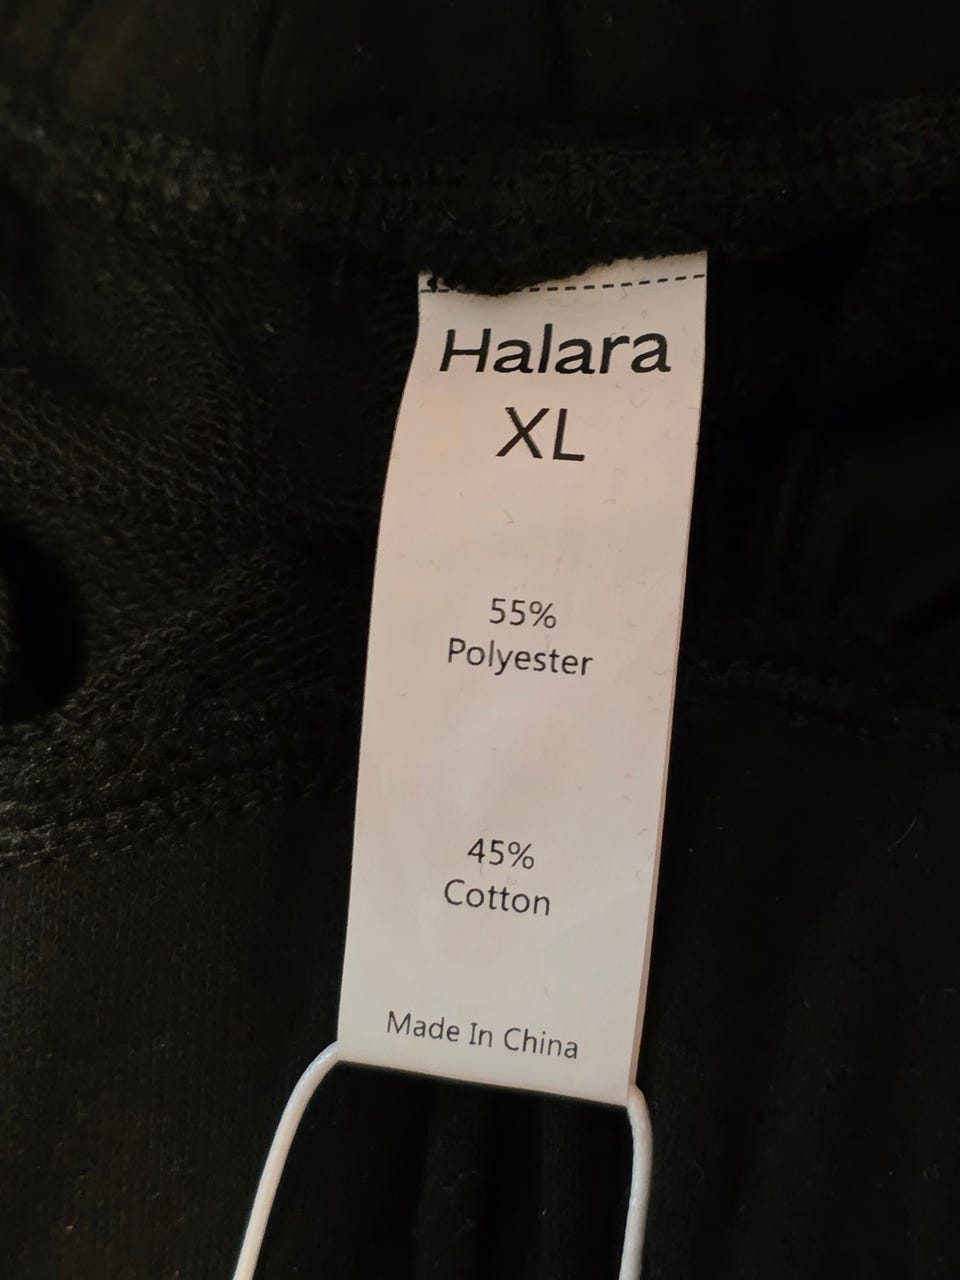 Halara
XL
55%
Polyester
45%
Cotton
Made In China